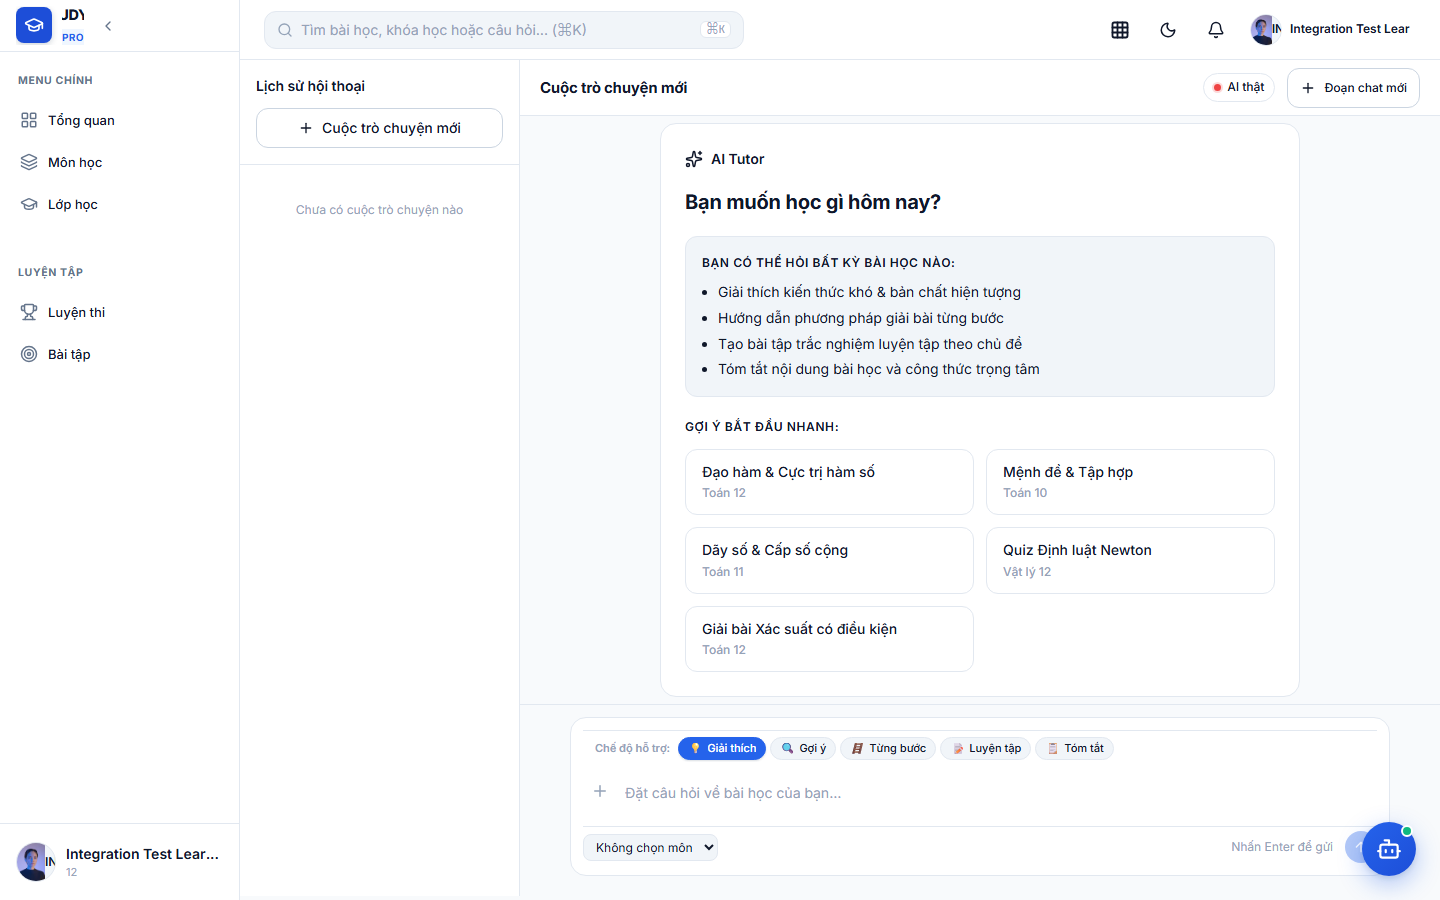 PRO
Tìm bài học, khóa học hoặc câu hỏi... (⌘K)
⌘K
Integration Test Lear
MENU CHÍNH
Tổng quan
Môn học
Lớp học
LUYỆN TẬP
Luyện thi
Bài tập
Integration Test Lear...
12
Lịch sử hội thoại
+ Cuộc trò chuyện mới
Chưa có cuộc trò chuyện nào
Cuộc trò chuyện mới
AI thật
+ Đoạn chat mới
AI Tutor
Bạn muốn học gì hôm nay?
BẠN CÓ THỂ HỎI BẤT KỲ BÀI HỌC NÀO:
• Giải thích kiến thức khó & bản chất hiện tượng
• Hướng dẫn phương pháp giải bài từng bước
• Tạo bài tập trắc nghiệm luyện tập theo chủ đề
• Tóm tắt nội dung bài học và công thức trọng tâm
GỢI Ý BẮT ĐẦU NHANH:
Đạo hàm & Cực trị hàm số
Toán 12
Mệnh đề & Tập hợp
Toán 10
Dãy số & Cấp số cộng
Toán 11
Quiz Định luật Newton
Vật lý 12
Giải bài Xác suất có điều kiện
Toán 12
Chế độ hỗ trợ: Giải thích Gợi ý Từng bước Luyện tập Tóm tắt
Đặt câu hỏi về bài học của bạn...
Không chọn môn
Nhấn Enter để gửi